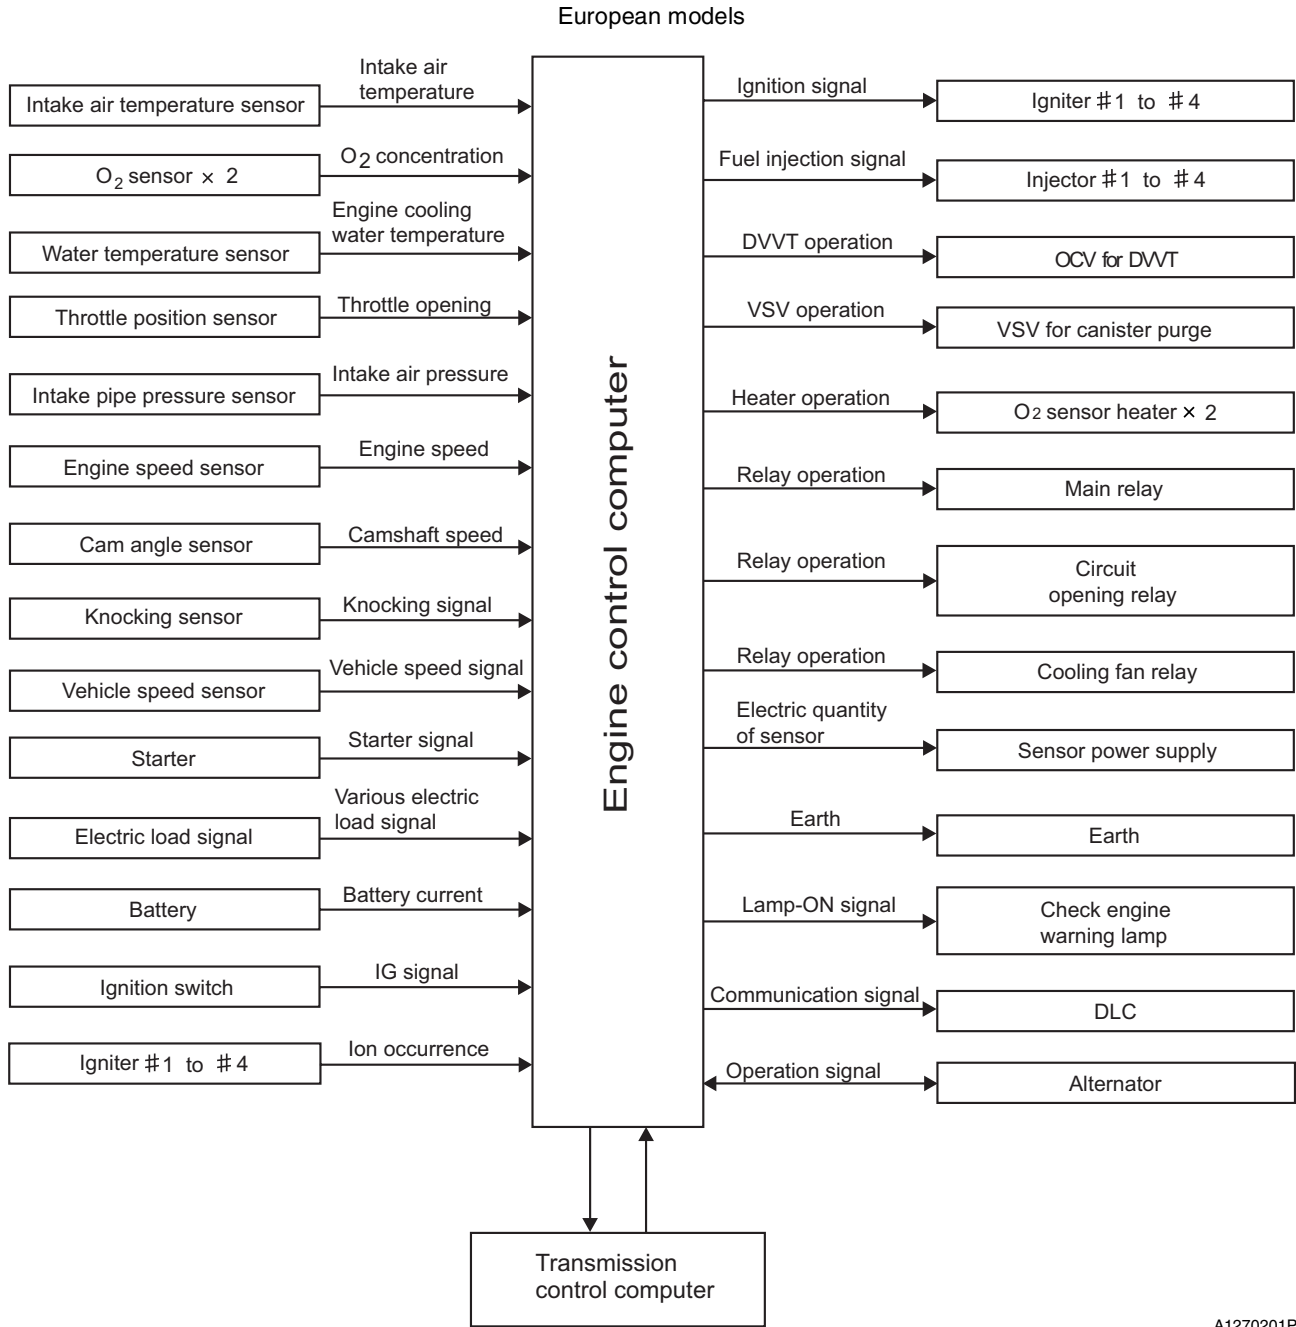 European models
Intake air temperature sensor
Intake air
temperature
O2 sensor × 2
O2 concentration
Water temperature sensor
Engine cooling
water temperature
Throttle position sensor
Throttle opening
Intake pipe pressure sensor
Intake air pressure
Engine speed sensor
Engine speed
Cam angle sensor
Camshaft speed
Knocking sensor
Knocking signal
Vehicle speed sensor
Vehicle speed signal
Starter
Starter signal
Electric load signal
Various electric
load signal
Battery
Battery current
Ignition switch
IG signal
Igniter #1 to #4
Ion occurrence
Engine control computer
Ignition signal
Igniter #1 to #4
Fuel injection signal
Injector #1 to #4
DVVT operation
OCV for DVVT
VSV operation
VSV for canister purge
Heater operation
O2 sensor heater × 2
Relay operation
Main relay
Relay operation
Circuit
opening relay
Relay operation
Cooling fan relay
Electric quantity
of sensor
Sensor power supply
Earth
Earth
Lamp-ON signal
Check engine
warning lamp
Communication signal
DLC
Operation signal
Alternator
Transmission
control computer
A1270201P